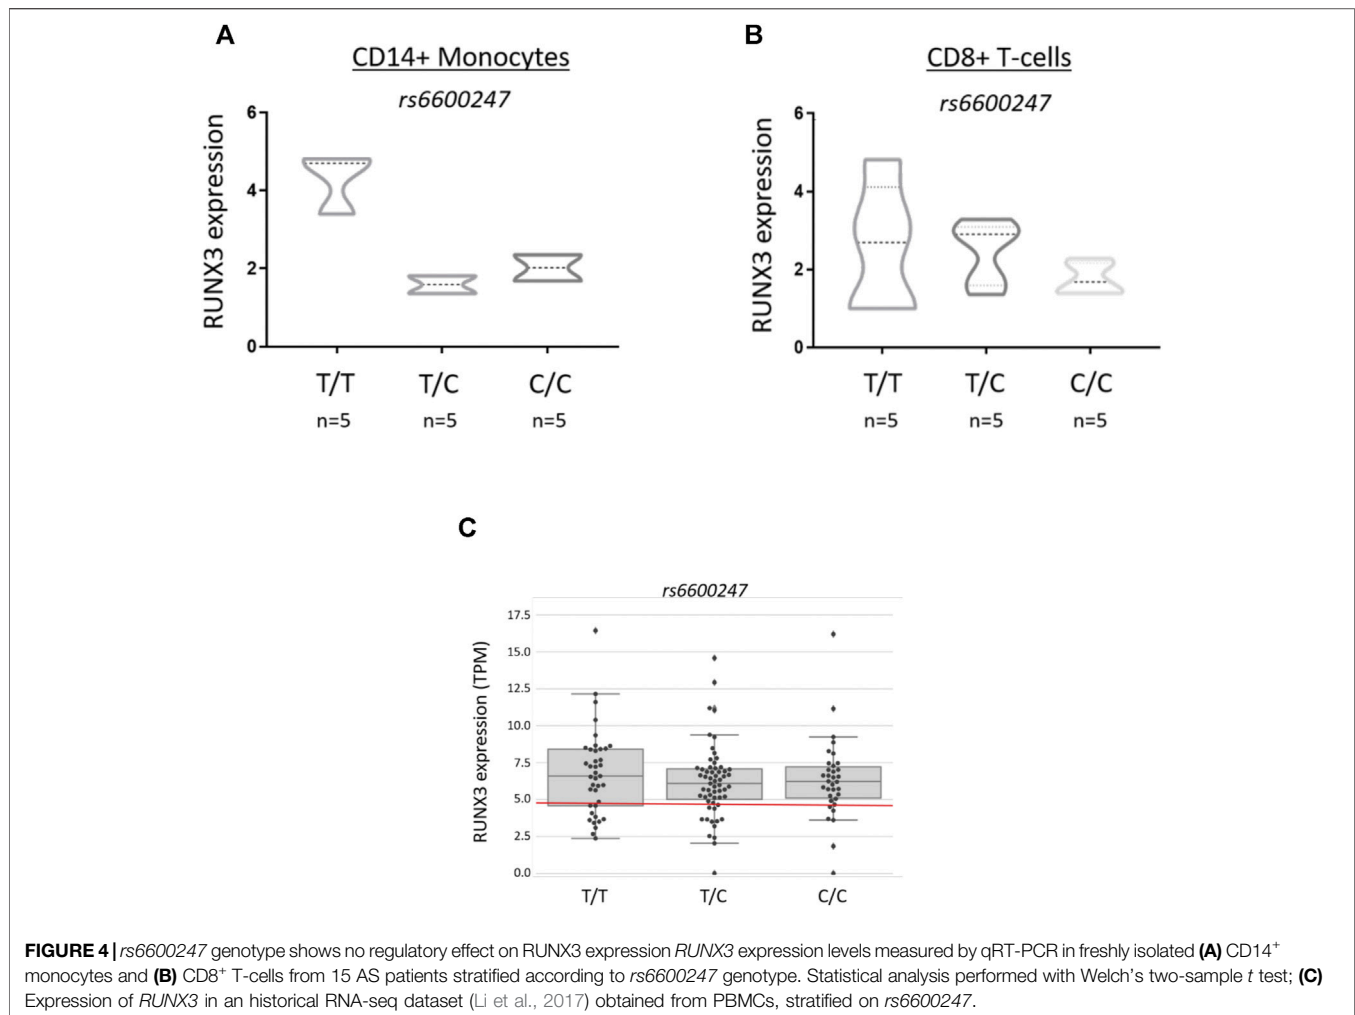 A
CD14+ Monocytes
rs6600247
RUNX3 expression
6
4
2
0
T/T
T/C
C/C
n=5
n=5
n=5
B
CD8+ T-cells
rs6600247
RUNX3 expression
6
4
2
0
T/T
T/C
C/C
n=5
n=5
n=5
C
rs6600247
RUNX3 expression (TPM)
17.5
15.0
12.5
10.0
7.5
5.0
2.5
0.0
T/T
T/C
C/C
FIGURE 4 | rs6600247 genotype shows no regulatory effect on RUNX3 expression RUNX3 expression levels measured by qRT-PCR in freshly isolated (A) CD14+
monocytes and (B) CD8+ T-cells from 15 AS patients stratified according to rs6600247 genotype. Statistical analysis performed with Welch's two-sample t test; (C)
Expression of RUNX3 in an historical RNA-seq dataset (Li et al., 2017) obtained from PBMCs, stratified on rs6600247.